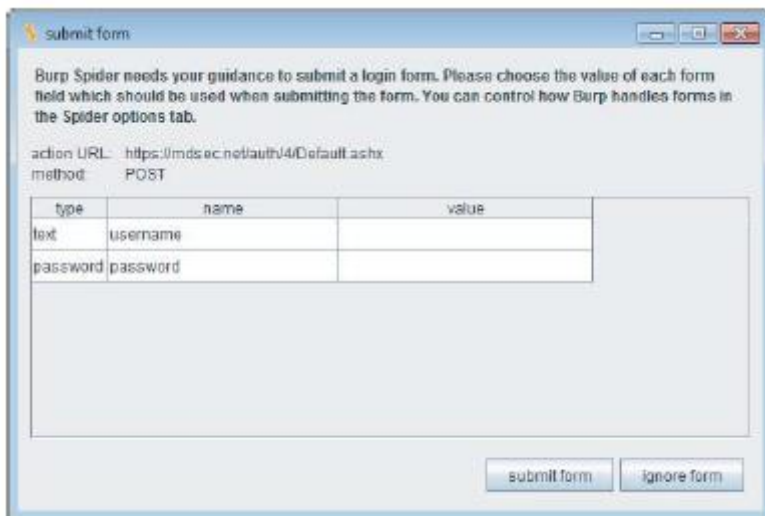 submit form
Burp Spider needs your guidance to submit a login form. Please choose the value of each form
field which should be used when submitting the form. You can control how Burp handles forms in
the Spider options tab.
action URL: https://mdsec.net/auth/4/Default.ashx
method: POST
type name value
text username
password password
submit form ignore form